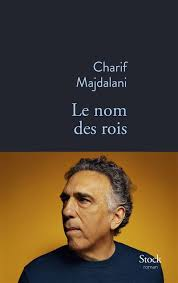 Charif
Majdalani
Le nom
des rois
Stock
roman